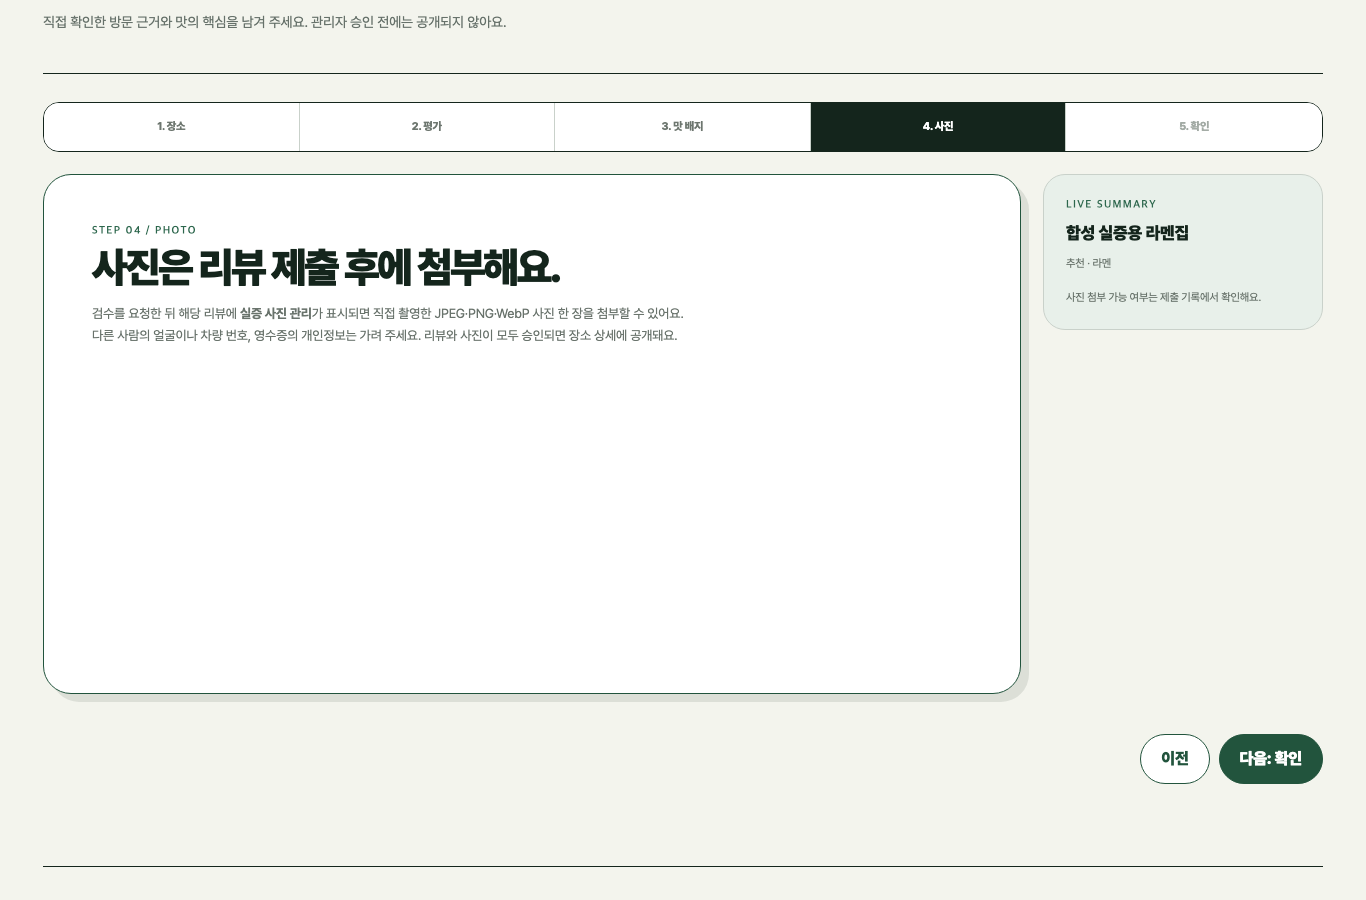 직접 확인한 방문 근거와 맛의 핵심을 남겨 주세요. 관리자 승인 전에는 공개되지 않아요.
1. 장소
2. 평가
3. 맛 배지
4. 사진
5. 확인
STEP 04 / PHOTO
사진은 리뷰 제출 후에 첨부해요.
검수를 요청한 뒤 해당 리뷰에 실증 사진 관리가 표시되면 직접 촬영한 JPEG·PNG·WebP 사진 한 장을 첨부할 수 있어요.
다른 사람의 얼굴이나 차량 번호, 영수증의 개인정보는 가려 주세요. 리뷰와 사진이 모두 승인되면 장소 상세에 공개돼요.
LIVE SUMMARY
합성 실증용 라멘집
추천 · 라멘
사진 첨부 가능 여부는 제출 기록에서 확인해요.
이전
다음: 확인